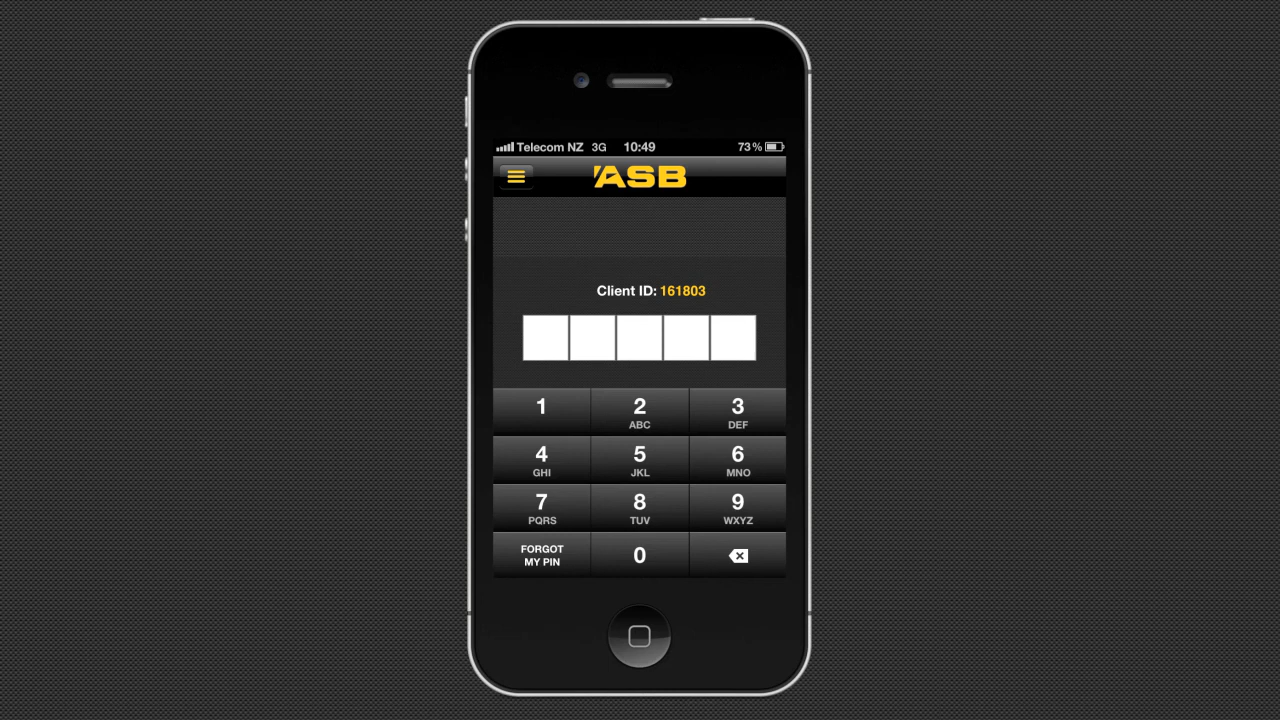 Telecom NZ 3G 10:49 73%
ASB
Client ID: 161803
1 2 3
ABC DEF
4 5 6
GHI JKL MNO
7 8 9
PQRS TUV WXYZ
FORGOT
MY PIN
0